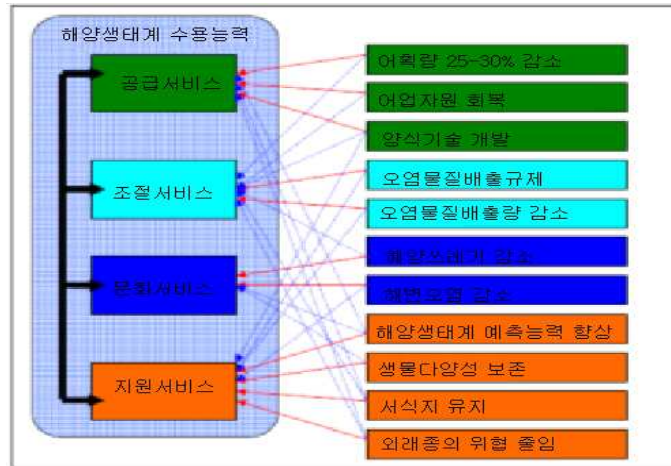 해양생태계 수용능력
공급서비스
조절서비스
문화서비스
지원서비스
어획량 25-30% 감소
어업자원 회복
양식기술 개발
오염물질배출규제
오염물질배출량 감소
해양쓰레기 감소
해변오염 감소
해양생태계 예측능력 향상
생물다양성 보존
서식지 유지
외래종의 위협 줄임